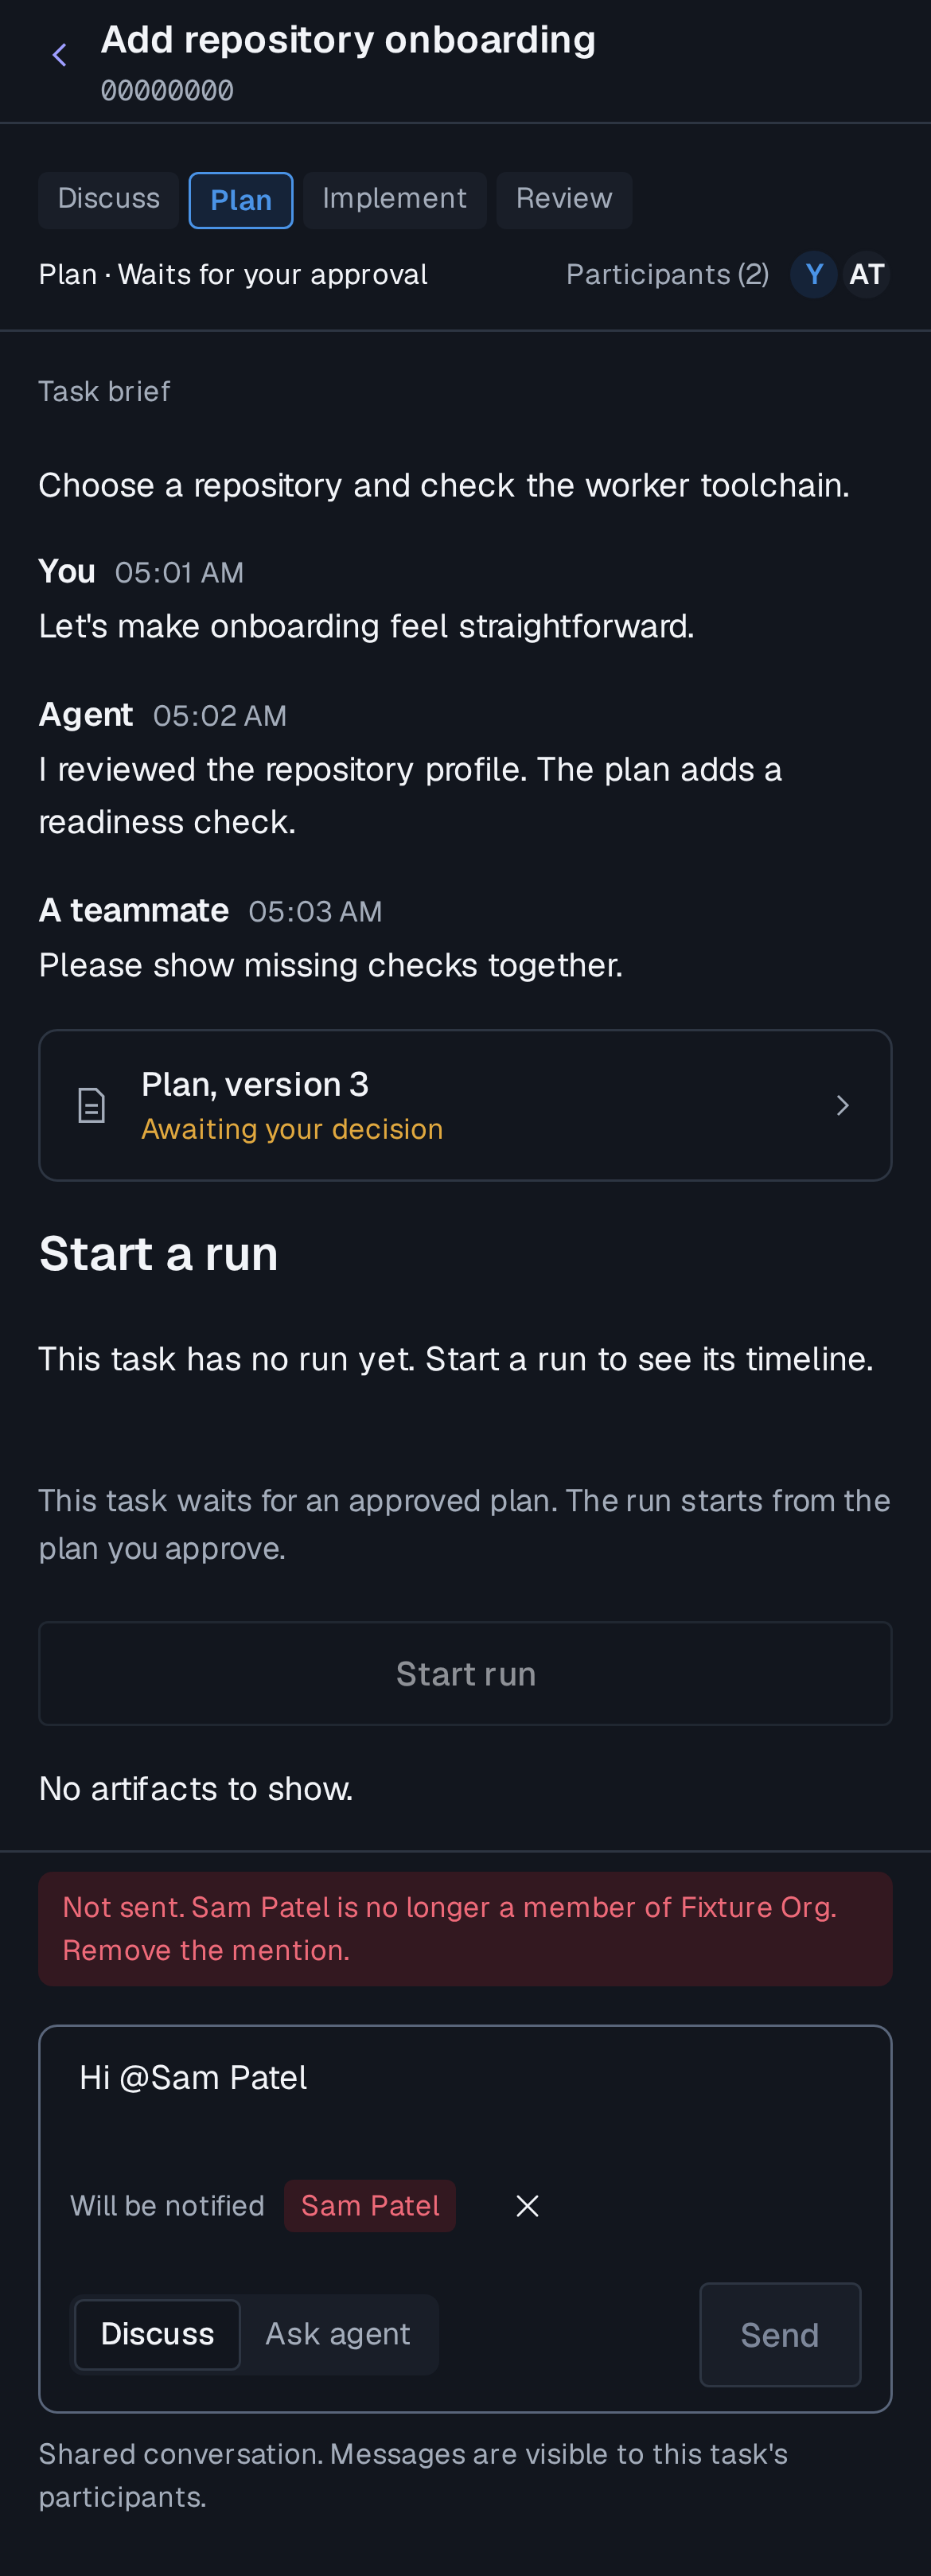 Add repository onboarding
00000000
Discuss Plan Implement Review
Plan · Waits for your approval Participants (2) Y AT
Task brief
Choose a repository and check the worker toolchain.
You 05:01 AM
Let's make onboarding feel straightforward.
Agent 05:02 AM
I reviewed the repository profile. The plan adds a
readiness check.
A teammate 05:03 AM
Please show missing checks together.
Plan, version 3
Awaiting your decision
Start a run
This task has no run yet. Start a run to see its timeline.
This task waits for an approved plan. The run starts from the
plan you approve.
Start run
No artifacts to show.
Not sent. Sam Patel is no longer a member of Fixture Org.
Remove the mention.
Hi @Sam Patel
Will be notified Sam Patel
Discuss Ask agent Send
Shared conversation. Messages are visible to this task's
participants.